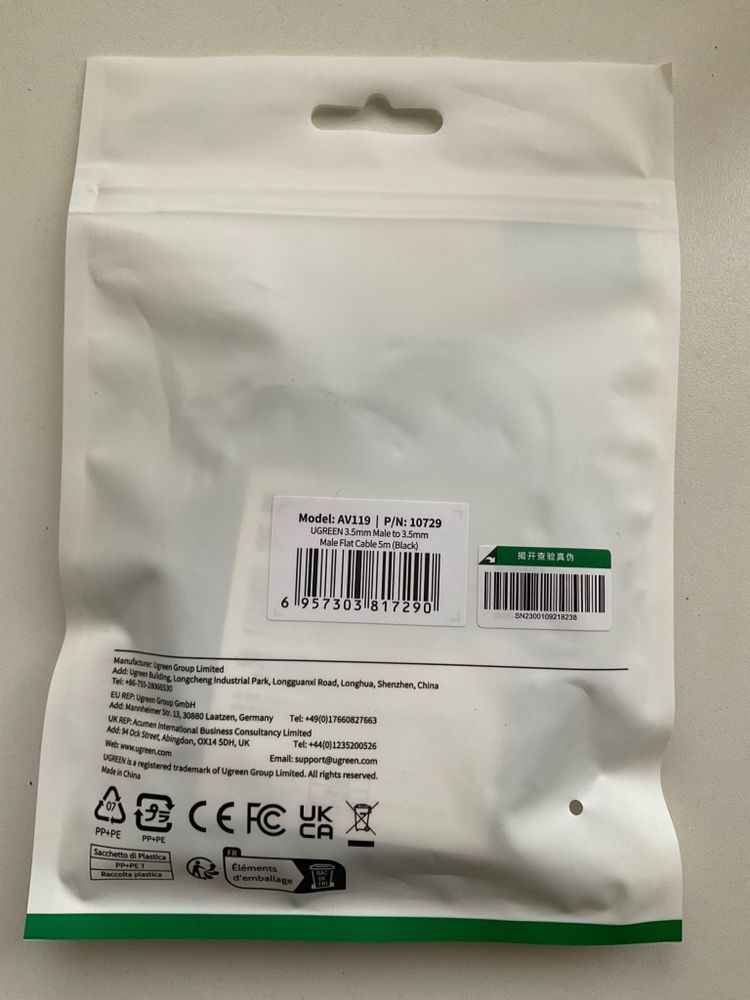 Model: AV119 | P/N: 10729
UGREEN 3.5mm Male to 3.5mm
Male Flat Cable 5m (Black)
6 957303 817290
揭开查验真伪
SN2300109218238
Manufacturer: Ugreen Group Limited
Add: Ugreen Building, Longcheng Industrial Park, Longguanxi Road, Longhua, Shenzhen, China
Tel: +86-755-28066530
EU REP: Ugreen Group GmbH
Add: Mannheimer Str. 13, 30880 Laatzen, Germany Tel: +49(0)17660827663
UK REP: Acumen International Business Consultancy Limited
Add: 94 Ock Street, Abingdon, OX14 5DH, UK Tel: +44(0)1235200526
Web: www.ugreen.com Email: support@ugreen.com
UGREEN is a registered trademark of Ugreen Group Limited. All rights reserved.
Made in China
07
PP+PE
プラ
PP+PE
CE
FC
UK
CA
Sacchetto di Plastica
PP+PE 7
Raccolta plastica
FR
Éléments
d'emballage
BAC
DE
TRI